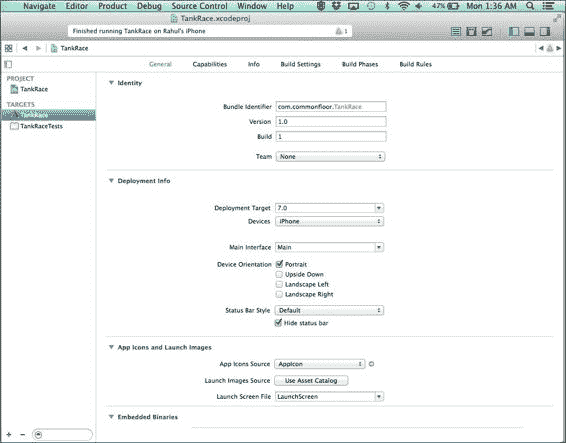 Navigate Editor Product Debug Source Control Window Help 47% Mon 1:36 AM
TankRace.xcodeproj
Finished running TankRace on Rahul's iPhone 1
TankRace
General Capabilities Info Build Settings Build Phases Build Rules
PROJECT
TankRace
TARGETS
TankRace
TankRaceTests
Identity
Bundle Identifier com.commonfloor.TankRace
Version 1.0
Build 1
Team None
Deployment Info
Deployment Target 7.0
Devices iPhone
Main Interface Main
Device Orientation Portrait
Upside Down
Landscape Left
Landscape Right
Status Bar Style Default
Hide status bar
App Icons and Launch Images
App Icons Source AppIcon
Launch Images Source Use Asset Catalog
Launch Screen File LaunchScreen
Embedded Binaries